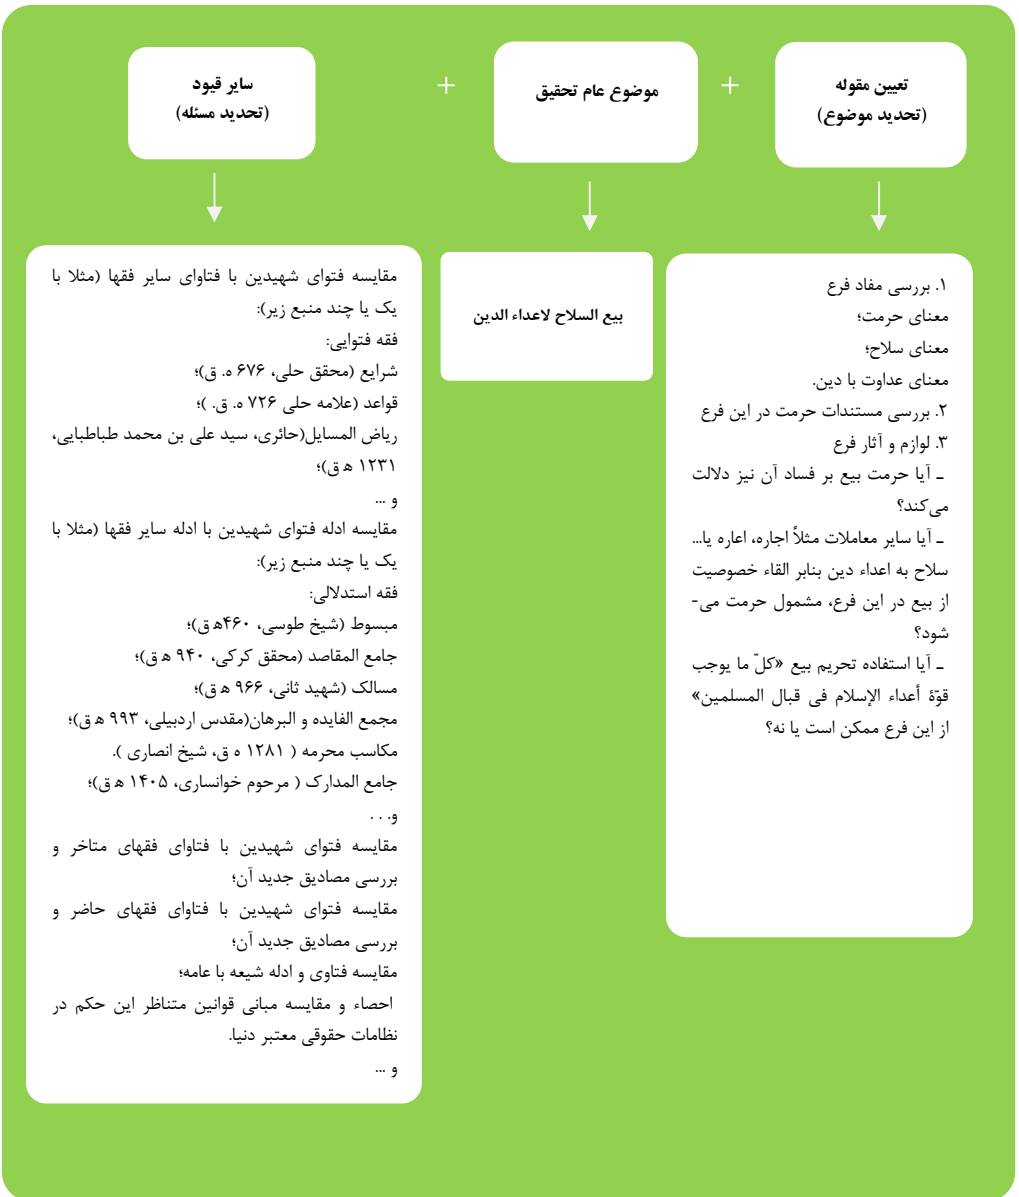 تعیین مقوله
(تحدید موضوع)
+
موضوع عام تحقیق
+
سایر قیود
(تحدید مسئله)
۱. بررسی مفاد فرع
معنای حرمت؛
معنای سلاح؛
معنای عداوت با دین.
۲. بررسی مستندات حرمت در این فرع
۳. لوازم و آثار فرع
ـ آیا حرمت بیع بر فساد آن نیز دلالت
می‌کند؟
ـ آیا سایر معاملات مثلاً اجاره، اعاره یا...
سلاح به اعداء دین بنابر القاء خصوصیت
از بیع در این فرع، مشمول حرمت می-
شود؟
ـ آیا استفاده تحریم بیع «کلّ ما یوجب
قوّة أعداء الإسلام فی قبال المسلمین»
از این فرع ممکن است یا نه؟
بیع السلاح لاعداء الدین
مقایسه فتوای شهیدین با فتاوای سایر فقها (مثلا با
یک یا چند منبع زیر):
فقه فتوایی:
شرایع (محقق حلی، ۶۷۶ ه. ق)؛
قواعد (علامه حلی ۷۲۶ ه. ق. )؛
ریاض المسایل(حائری، سید علی بن محمد طباطبایی،
۱۲۳۱ ه ق)؛
و ...
مقایسه ادله فتوای شهیدین با ادله سایر فقها (مثلا با
یک یا چند منبع زیر):
فقه استدلالی:
مبسوط (شیخ طوسی، ۴۶۰ه ق)؛
جامع المقاصد (محقق کرکی، ۹۴۰ ه ق)؛
مسالک (شهید ثانی، ۹۶۶ ه ق)؛
مجمع الفایده و البرهان(مقدس اردبیلی، ۹۹۳ ه ق)؛
مکاسب محرمه ( ۱۲۸۱ ه ق، شیخ انصاری ).
جامع المدارک ( مرحوم خوانساری، ۱۴۰۵ ه ق)؛
و. . .
مقایسه فتوای شهیدین با فتاوای فقهای متاخر و
بررسی مصادیق جدید آن؛
مقایسه فتوای شهیدین با فتاوای فقهای حاضر و
بررسی مصادیق جدید آن؛
مقایسه فتاوی و ادله شیعه با عامه؛
احصاء و مقایسه مبانی قوانین متناظر این حکم در
نظامات حقوقی معتبر دنیا.
و ...